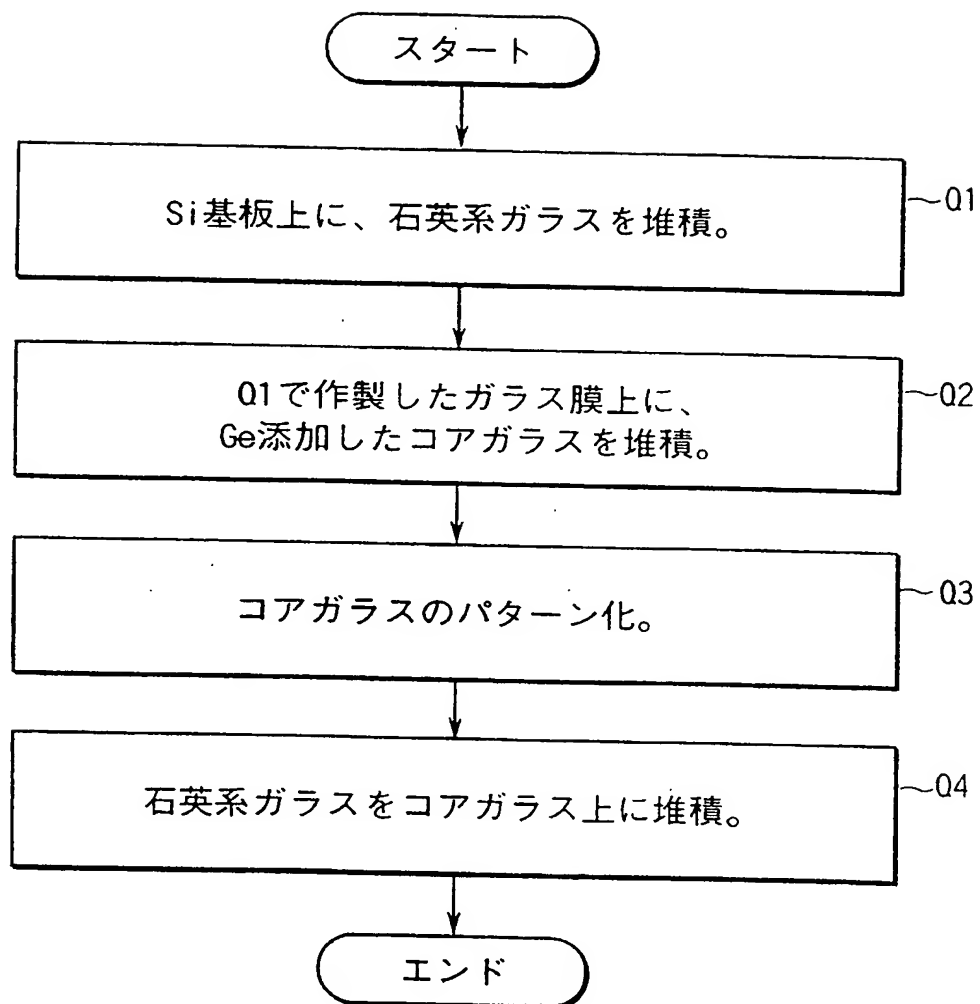 スタート
Si基板上に、石英系ガラスを堆積。
Q1
Q1で作製したガラス膜上に、
Ge添加したコアガラスを堆積。
Q2
コアガラスのパターン化。
Q3
石英系ガラスをコアガラス上に堆積。
Q4
エンド